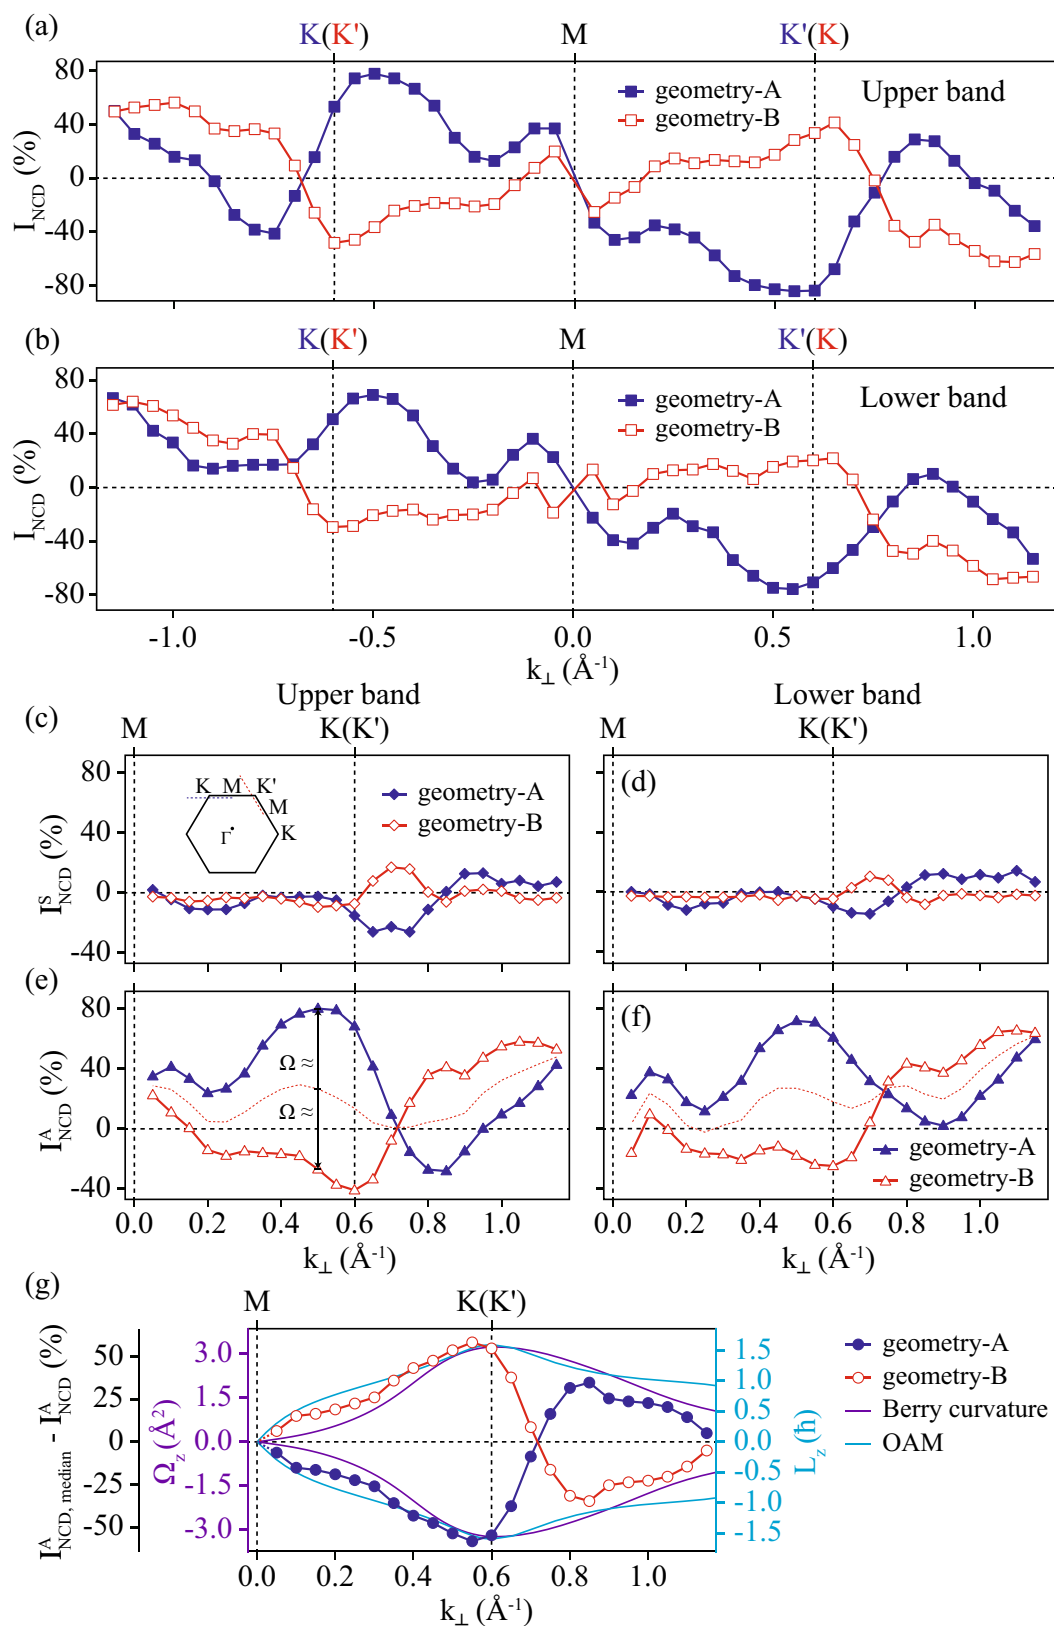 (a)
K(K') M K'(K)
80
40
0
-40
-80
I_NCD (%)
geometry-A
geometry-B
Upper band
(b)
K(K') M K'(K)
80
40
0
-40
-80
I_NCD (%)
geometry-A
geometry-B
Lower band
-1.0 -0.5 0.0 0.5 1.0
k⊥ (Å⁻¹)
Upper band
Lower band
(c)
M K(K')
M K(K')
80
40
0
-40
I^S_NCD (%)
K M K'
M
K
Γ
geometry-A
geometry-B
(d)
(e)
80
40
0
-40
I^A_NCD (%)
Ω ≈
Ω ≈
0.0 0.2 0.4 0.6 0.8 1.0
k⊥ (Å⁻¹)
(f)
geometry-A
geometry-B
0.0 0.2 0.4 0.6 0.8 1.0
k⊥ (Å⁻¹)
(g)
M K(K')
I^A_NCD, median - I^A_NCD (%)
50
25
0
-25
-50
Ω_z (Å²)
3.0
1.5
0.0
-1.5
-3.0
1.5
1.0
0.5
0.0
-0.5
-1.0
-1.5
L_z (ħ)
geometry-A
geometry-B
Berry curvature
OAM
0.0 0.2 0.4 0.6 0.8 1.0
k⊥ (Å⁻¹)